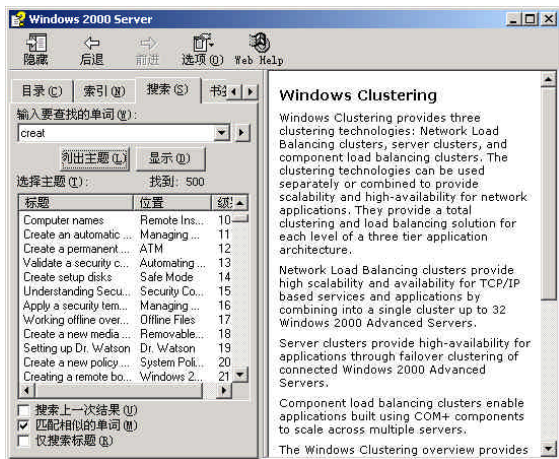 Windows 2000 Server
隐藏 后退 前进 选项(O) Web Help
目录(C) 索引(N) 搜索(S)
输入要查找的单词(W):
creat
列出主题(L) 显示(D)
选择主题(T): 找到: 500
标题 位置
Computer names Remote Ins... 10
Create an automatic ... Managing ... 11
Create a permanent ... ATM 12
Validate a security c... Automating ... 13
Create setup disks Safe Mode 14
Understanding Secu... Security Co... 15
Apply a security tem... Managing ... 16
Working offline over... Offline Files 17
Create a new media ... Removable... 18
Setting up Dr. Watson Dr. Watson 19
Create a new policy ... System Poli... 20
Creating a remote bo... Windows 2... 21
搜索上一次结果(U)
匹配相似的单词(M)
仅搜索标题(R)
Windows Clustering
Windows Clustering provides three
clustering technologies: Network Load
Balancing clusters, server clusters, and
component load balancing clusters. The
clustering technologies can be used
separately or combined to provide
scalability and high-availability for network
applications. They provide a total
clustering and load balancing solution for
each level of a three tier application
architecture.
Network Load Balancing clusters provide
high scalability and availability for TCP/IP
based services and applications by
combining into a single cluster up to 32
Windows 2000 Advanced Servers.
Server clusters provide high-availability for
applications through failover clustering of
connected Windows 2000 Advanced
Servers.
Component load balancing clusters enable
applications built using COM+ components
to scale across multiple servers.
The Windows Clustering overview provides